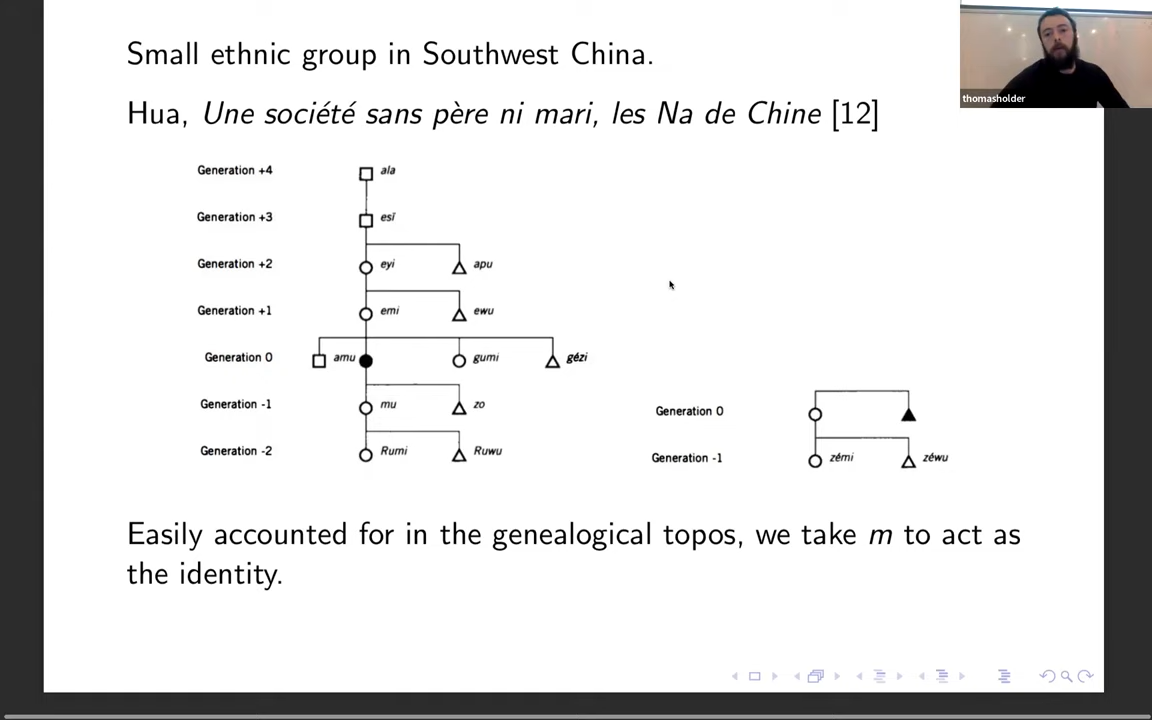 Small ethnic group in Southwest China.
thomasholder
Hua, Une société sans père ni mari, les Na de Chine [12]
Generation +4 ala
Generation +3 esĩ
Generation +2 eyi apu
Generation +1 emi ewu
Generation 0 amu gumi gézi
Generation -1 mu zo
Generation -2 Rumi Ruwu
Generation 0
Generation -1 zémi zéwu
Easily accounted for in the genealogical topos, we take m to act as
the identity.